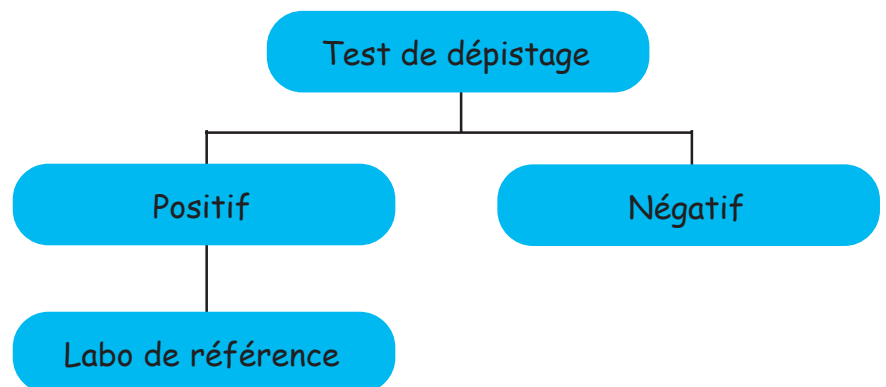 Test de dépistage
Positif
Négatif
Labo de référence